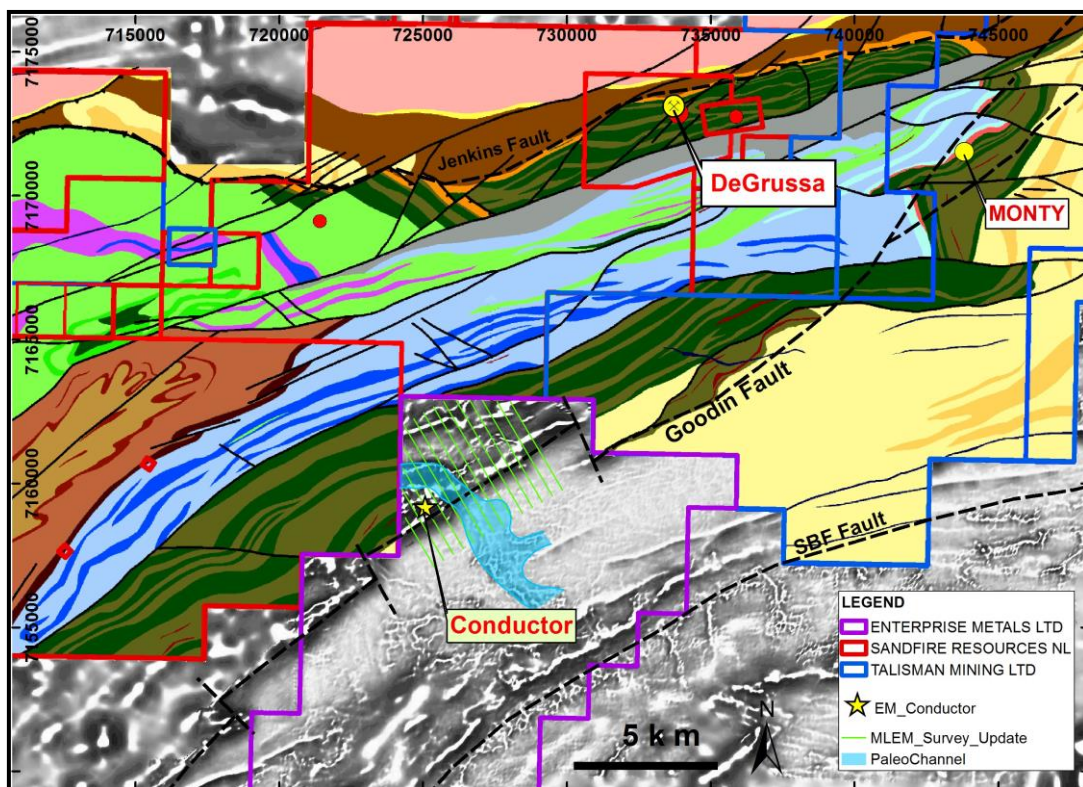 715000
720000
725000
730000
735000
740000
745000
7175000
7170000
7165000
7160000
7155000
Jenkins Fault
DeGrussa
MONTY
Goodin Fault
SBF Fault
Conductor
N
5 k m
LEGEND
ENTERPRISE METALS LTD
SANDFIRE RESOURCES NL
TALISMAN MINING LTD
EM_Conductor
MLEM_Survey_Update
PaleoChannel